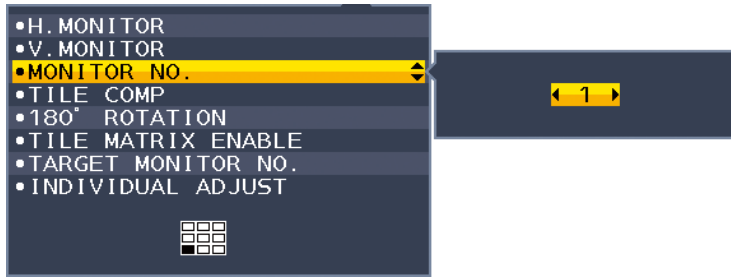 •H.MONITOR
•V.MONITOR
•MONITOR NO.
1
•TILE COMP
•180° ROTATION
•TILE MATRIX ENABLE
•TARGET MONITOR NO.
•INDIVIDUAL ADJUST